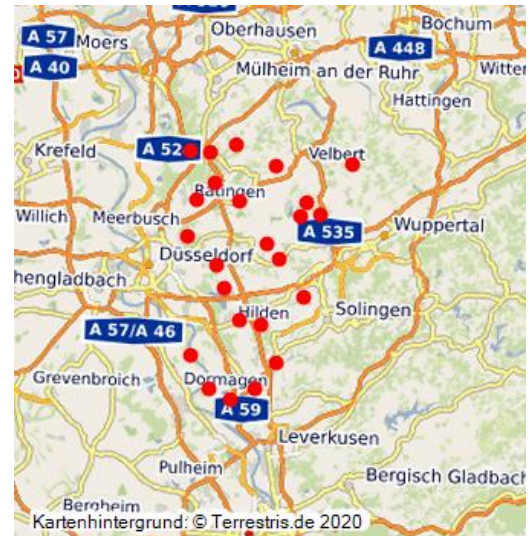 A 57
Moers
Oberhausen
Bochum
A 448
A 40
Mülheim an der Ruhr
Witter
Hattingen
Krefeld
A 52
Velbert
Ratingen
Willich
Meerbusch
A 535
Wuppertal
Düsseldorf
hengladbach
Hilden
Solingen
A 57/A 46
Grevenbroich
Dormagen
A 59
Leverkusen
Pulheim
Bergisch Gladbach
Bergheim
Kartenhintergrund: © Terrestris.de 2020